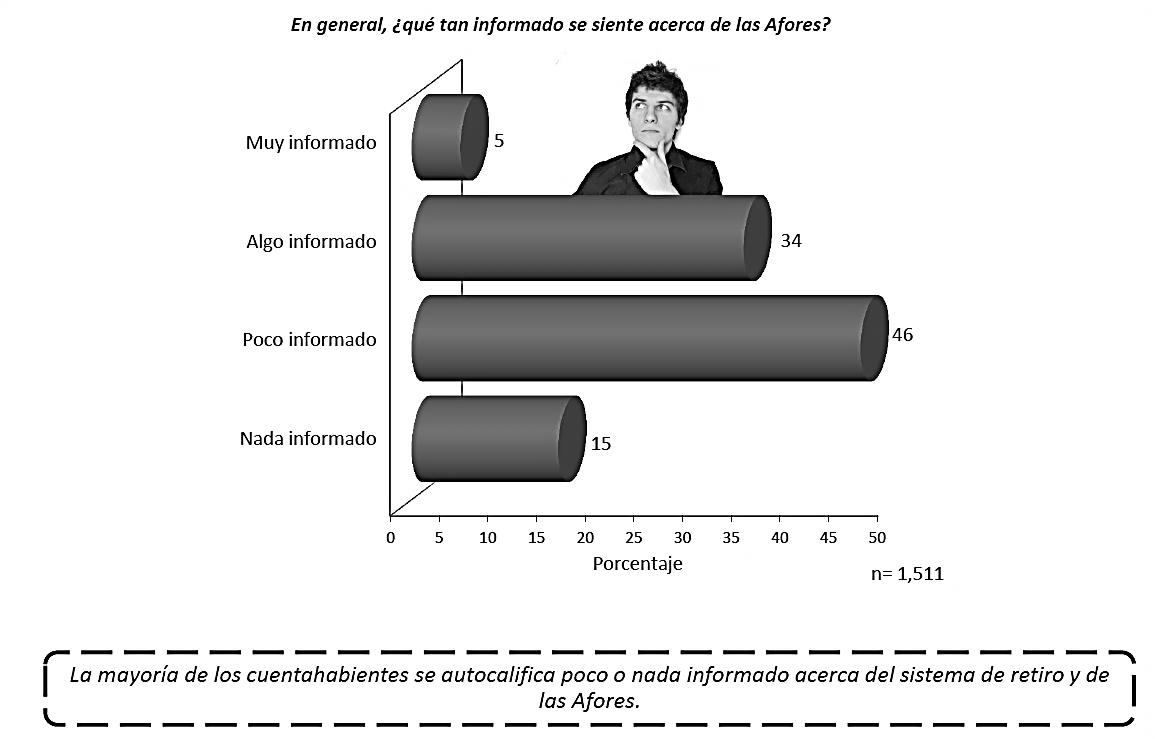 En general, ¿qué tan informado se siente acerca de las Afores?
Muy informado
5
Algo informado
34
Poco informado
46
Nada informado
15
0 5 10 15 20 25 30 35 40 45 50
Porcentaje
n= 1,511
La mayoría de los cuentahabientes se autocalifica poco o nada informado acerca del sistema de retiro y de
las Afores.